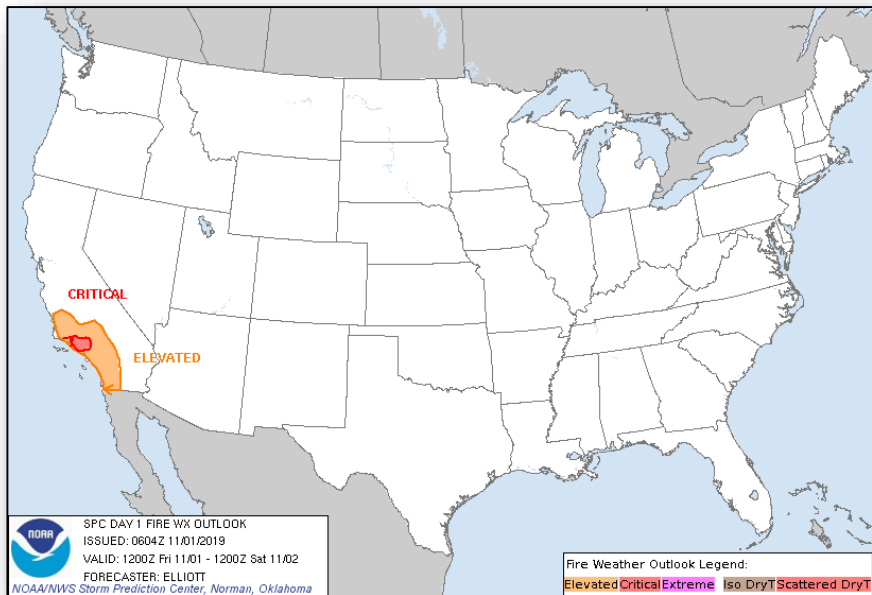 CRITICAL
ELEVATED
NOAA
SPC DAY 1 FIRE WX OUTLOOK
ISSUED: 0604Z 11/01/2019
VALID: 1200Z Fri 11/01 - 1200Z Sat 11/02
FORECASTER: ELLIOTT
NOAA/NWS Storm Prediction Center, Norman, Oklahoma
Fire Weather Outlook Legend:
Elevated Critical Extreme Iso DryT Scattered DryT